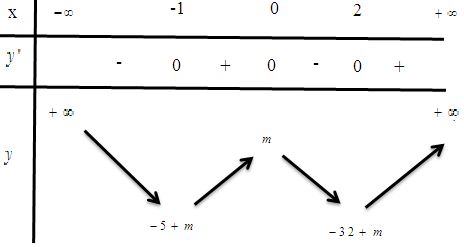 x −∞ -1 0 2 +∞
y' - 0 + 0 - 0 +
+∞ +∞
m
y
−5 + m −32 + m